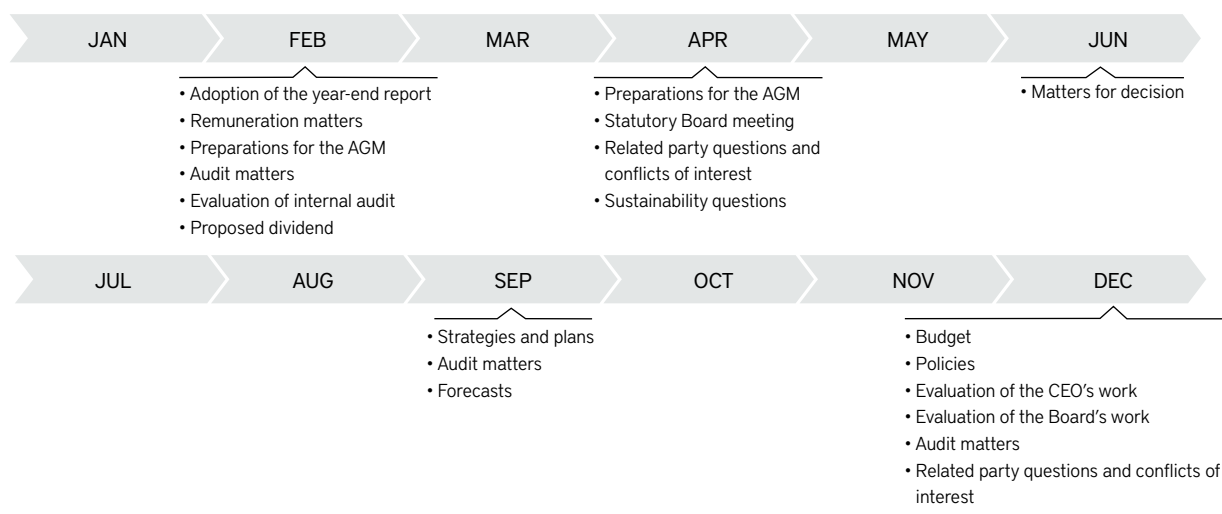 JAN FEB MAR APR MAY JUN
• Adoption of the year-end report
• Remuneration matters
• Preparations for the AGM
• Audit matters
• Evaluation of internal audit
• Proposed dividend
• Preparations for the AGM
• Statutory Board meeting
• Related party questions and
conflicts of interest
• Sustainability questions
• Matters for decision
JUL AUG SEP OCT NOV DEC
• Strategies and plans
• Audit matters
• Forecasts
• Budget
• Policies
• Evaluation of the CEO's work
• Evaluation of the Board's work
• Audit matters
• Related party questions and conflicts of
interest